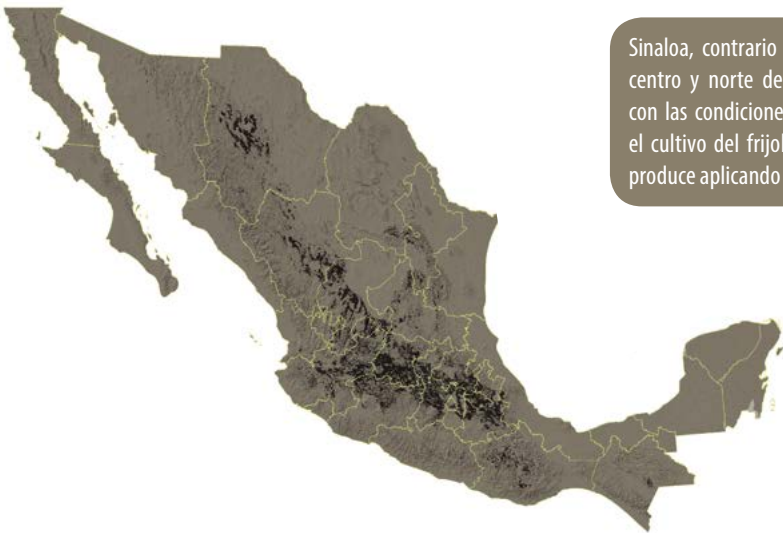 Sinaloa, contrario
centro y norte de
con las condicione
el cultivo del frijol
produce aplicando